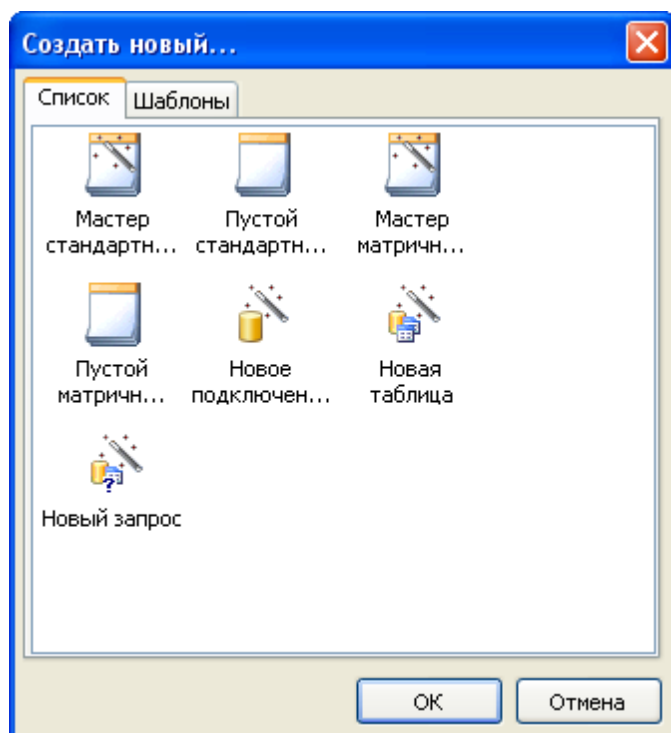 Создать новый...
Список Шаблоны
Мастер стандартн...
Пустой стандартн...
Мастер матричн...
Пустой матричн...
Новое подключен...
Новая таблица
Новый запрос
ОК Отмена